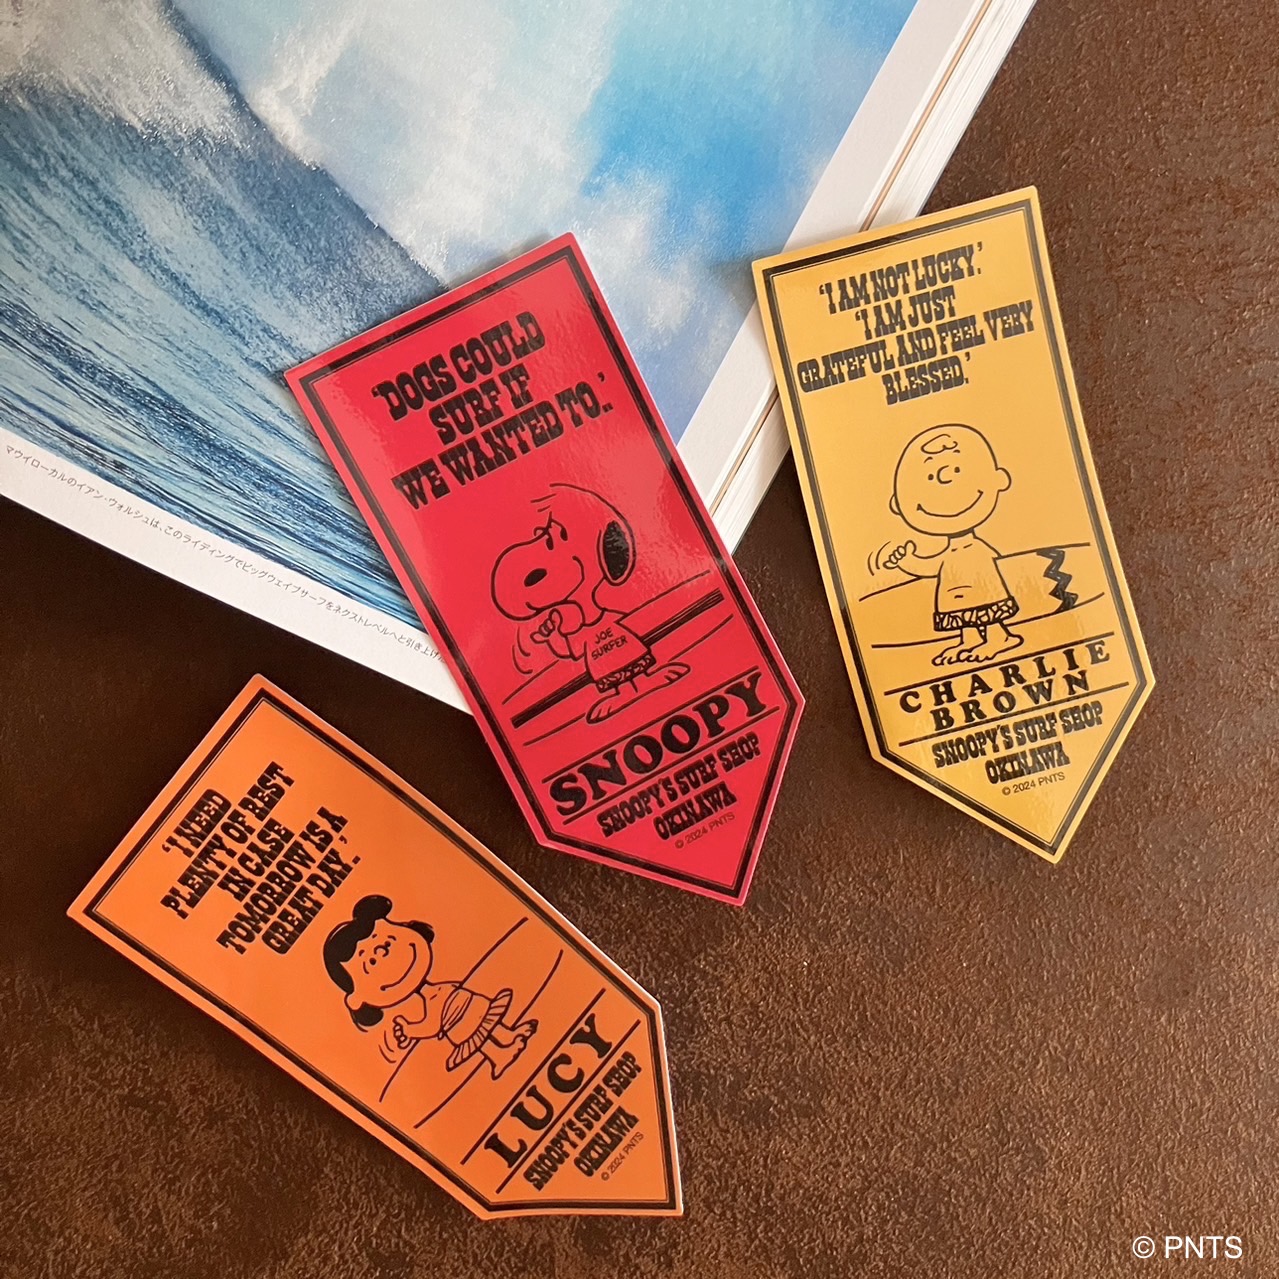 マウイローカルのイアン・ウォルシュは、このライディングでビッグウェイブサーフをネクストレベルへと引き上げた
'DOGS COULD
SURF IF
WE WANTED TO..'
JOE
SURFER
SNOOPY
SNOOPY'S SURF SHOP
OKINAWA
© 2024 PNTS
'I AM NOT LUCKY.'
'I AM JUST
GRATEFUL AND FEEL VERY
BLESSED.'
CHARLIE
BROWN
SNOOPY'S SURF SHOP
OKINAWA
© 2024 PNTS
'I NEED
PLENTY OF REST
IN CASE
TOMORROW IS A
GREAT DAY..'
LUCY
SNOOPY'S SURF SHOP
OKINAWA
© 2024 PNTS
© PNTS